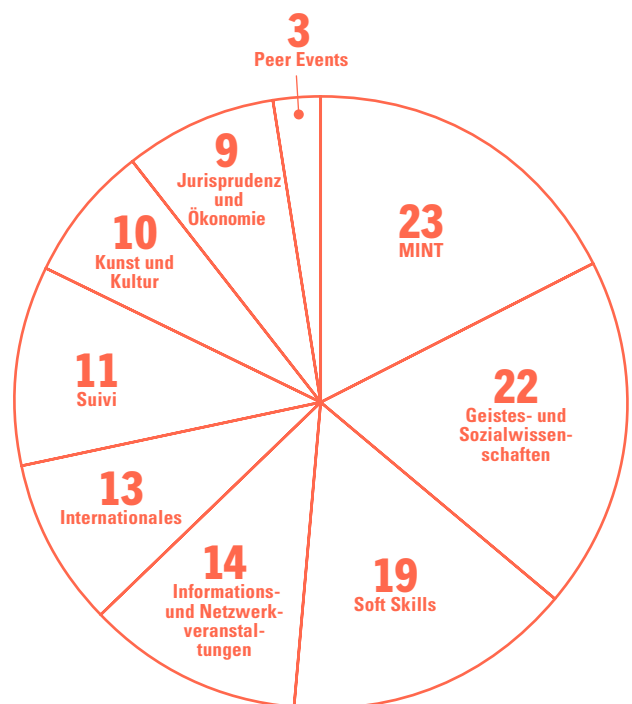 3
Peer Events
23
MINT
22
Geistes- und
Sozialwissen-
schaften
19
Soft Skills
14
Informations-
und Netzwerk-
veranstal-
tungen
13
Internationales
11
Suivi
10
Kunst und
Kultur
9
Jurisprudenz
und
Ökonomie